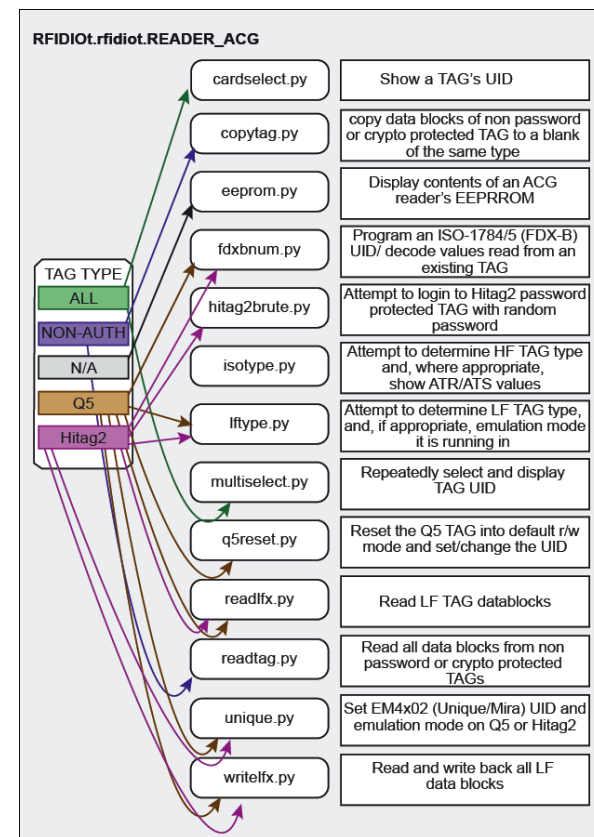 RFIDIOt.rfidiot.READER_ACG
cardselect.py
Show a TAG's UID
copytag.py
copy data blocks of non password
or crypto protected TAG to a blank
of the same type
eeprom.py
Display contents of an ACG
reader's EEPRROM
fdxbnum.py
Program an ISO-1784/5 (FDX-B)
UID/ decode values read from an
existing TAG
TAG TYPE
ALL
NON-AUTH
N/A
Q5
Hitag2
hitag2brute.py
Attempt to login to Hitag2 password
protected TAG with random
password
isotype.py
Attempt to determine HF TAG type
and, where appropriate,
show ATR/ATS values
lftype.py
Attempt to determine LF TAG type,
and, if appropriate, emulation mode
it is running in
multiselect.py
Repeatedly select and display
TAG UID
q5reset.py
Reset the Q5 TAG into default r/w
mode and set/change the UID
readlfx.py
Read LF TAG datablocks
readtag.py
Read all data blocks from non
password or crypto protected
TAGs
unique.py
Set EM4x02 (Unique/Mira) UID and
emulation mode on Q5 or Hitag2
writelfx.py
Read and write back all LF
data blocks